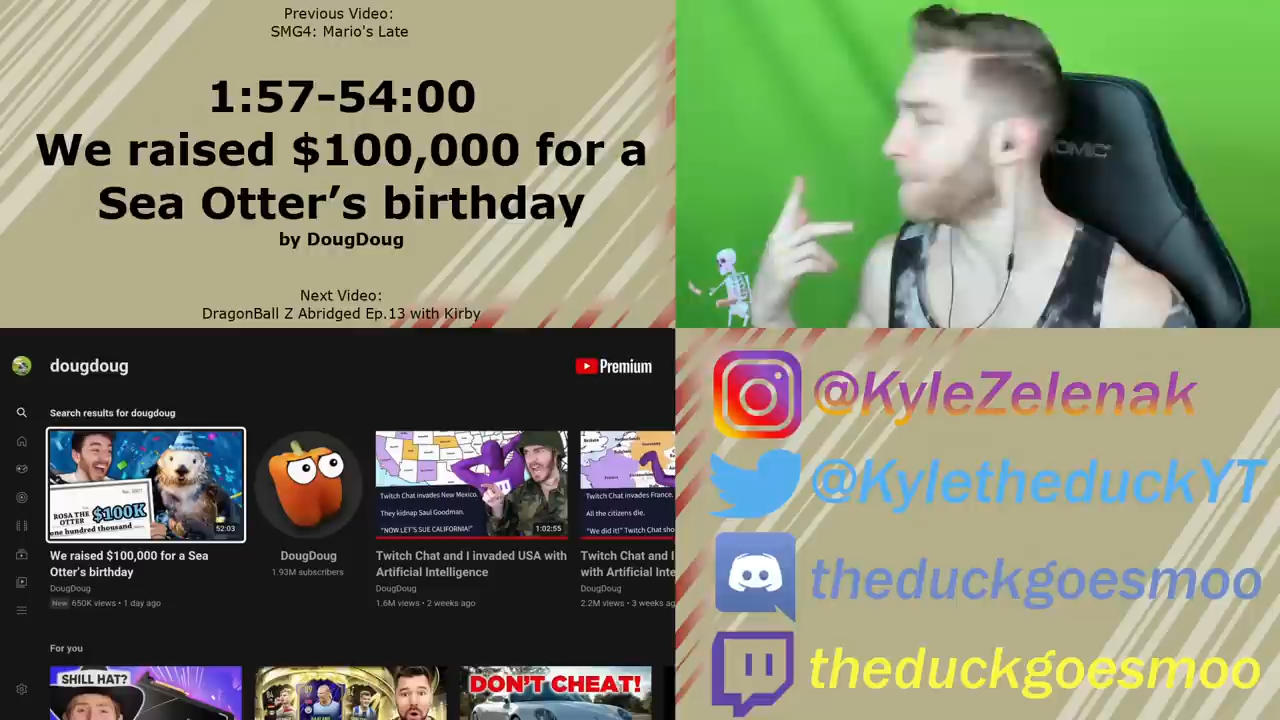 Previous Video:
SMG4: Mario's Late
1:57-54:00
We raised $100,000 for a
Sea Otter’s birthday
by DougDoug
Next Video:
DragonBall Z Abridged Ep.13 with Kirby
OMIC
dougdoug
Premium
Search results for dougdoug
ROSA THE
OTTER
$100K
one hundred thousand
52:03
We raised $100,000 for a Sea
Otter’s birthday
DougDoug
New 650K views • 1 day ago
DougDoug
1.93M subscribers
Twitch Chat invades New Mexico.
They kidnap Saul Goodman.
"NOW LET'S SUE CALIFORNIA!"
1:02:55
Twitch Chat and I invaded USA with
Artificial Intelligence
DougDoug
1.6M views • 2 weeks ago
Twitch Chat invades France.
All the citizens die.
"We did it!" Twitch Chat sho
Twitch Chat and I
with Artificial Inte
DougDoug
2.2M views • 3 weeks ag
For you
SHILL HAT?
DON'T CHEAT!
@KyleZelenak
@KyletheduckYT
theduckgoesmoo
theduckgoesmoo